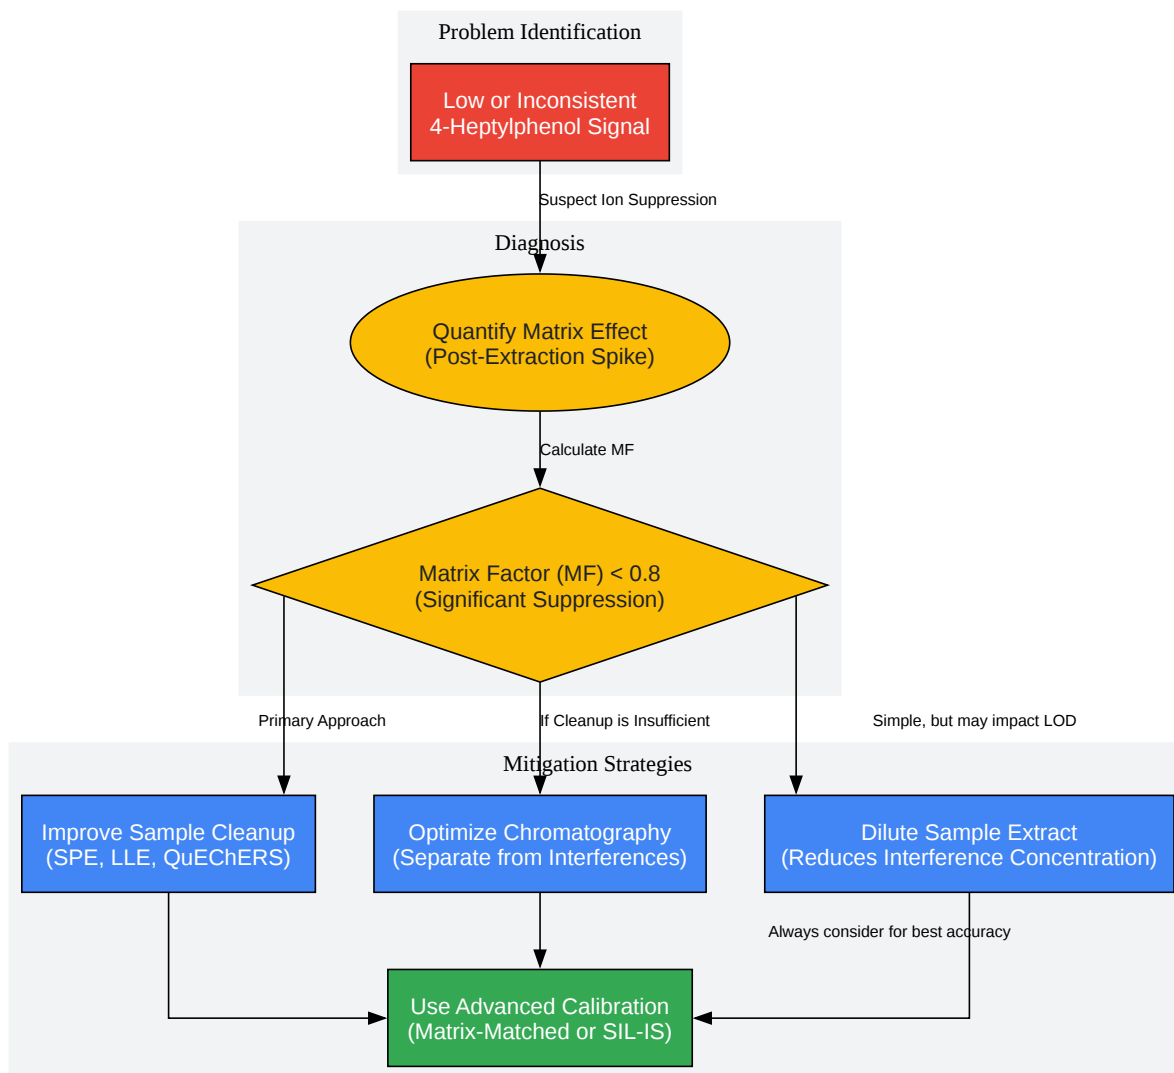 Problem Identification
Low or Inconsistent
4-Heptylphenol Signal
Suspect Ion Suppression
Diagnosis
Quantify Matrix Effect
(Post-Extraction Spike)
Calculate MF
Matrix Factor (MF) < 0.8
(Significant Suppression)
Primary Approach
If Cleanup is Insufficient
Simple, but may impact LOD
Mitigation Strategies
Improve Sample Cleanup
(SPE, LLE, QuEChERS)
Optimize Chromatography
(Separate from Interferences)
Dilute Sample Extract
(Reduces Interference Concentration)
Always consider for best accuracy
Use Advanced Calibration
(Matrix-Matched or SIL-IS)